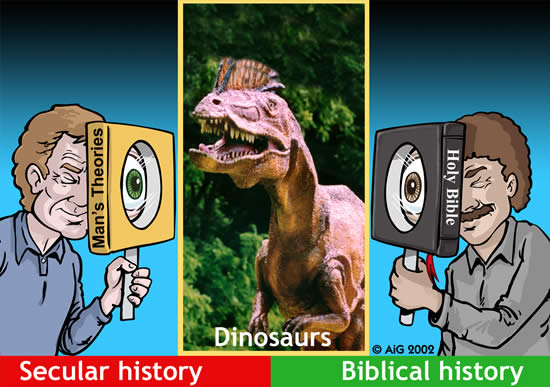 Man's Theories
Holy Bible
Dinosaurs
© AiG 2002
Secular history
Biblical history